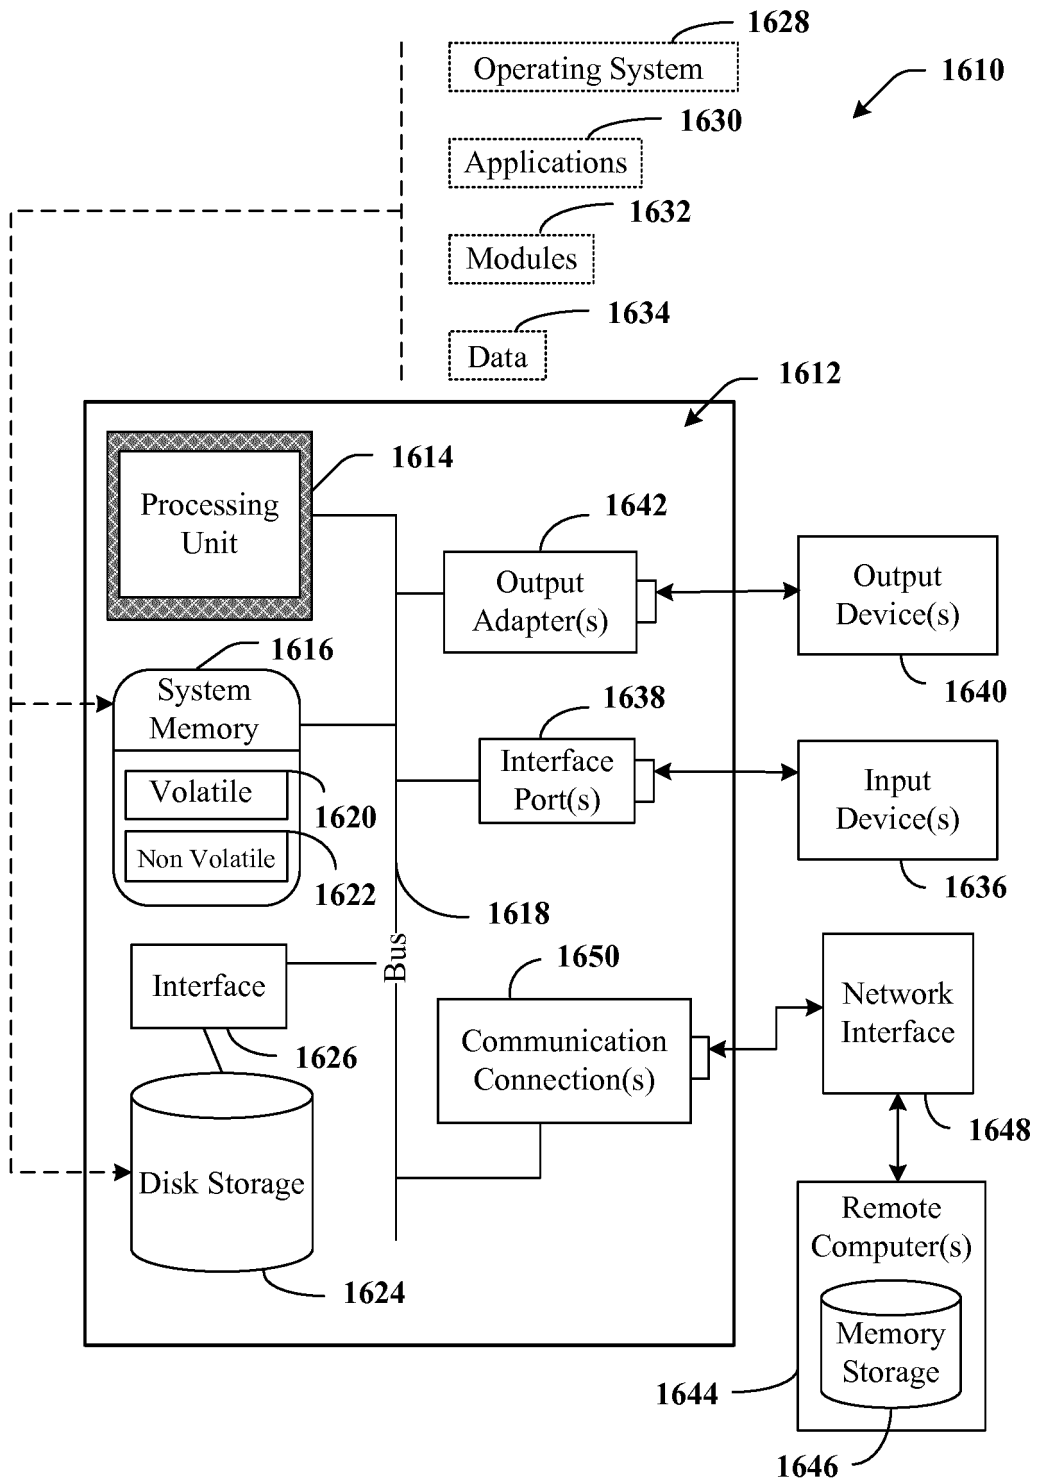 1628
Operating System
1610
1630
Applications
1632
Modules
1634
Data
1612
1614
Processing
Unit
1642
Output
Adapter(s)
Output
Device(s)
1640
1616
System
Memory
Volatile
1620
Non Volatile
1622
1638
Interface
Port(s)
Input
Device(s)
1636
1618
Bus
Interface
1626
1650
Communication
Connection(s)
Network
Interface
1648
Disk Storage
1624
Remote
Computer(s)
Memory
Storage
1644
1646